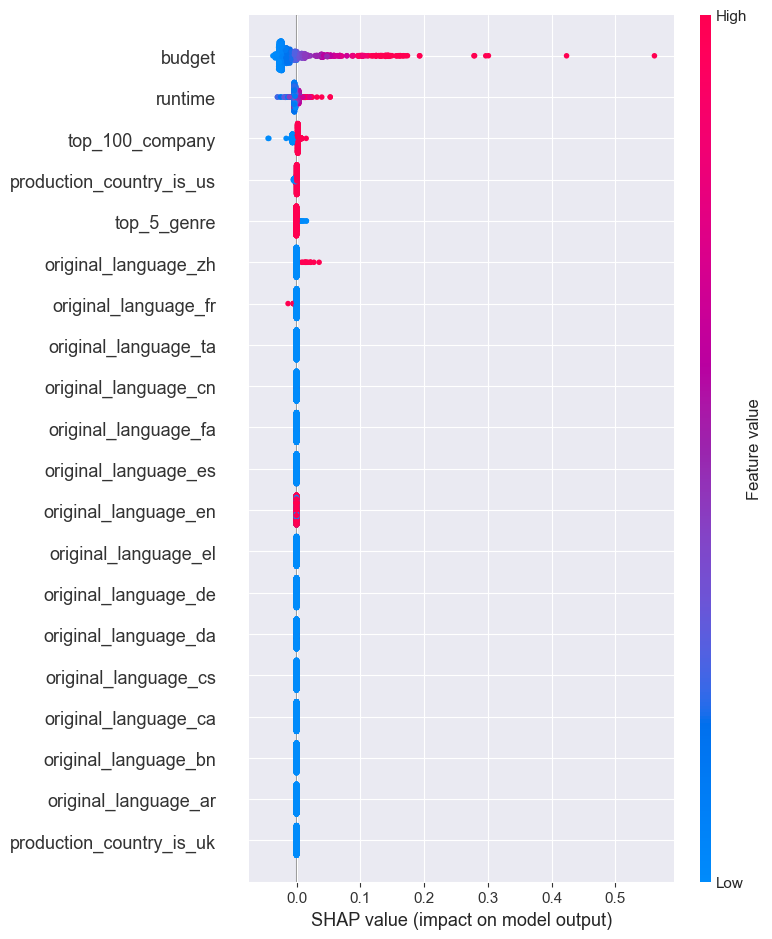 High
budget
runtime
top_100_company
production_country_is_us
top_5_genre
original_language_zh
original_language_fr
original_language_ta
original_language_cn
original_language_fa
original_language_es
original_language_en
original_language_el
original_language_de
original_language_da
original_language_cs
original_language_ca
original_language_bn
original_language_ar
production_country_is_uk
Feature value
Low
0.0 0.1 0.2 0.3 0.4 0.5
SHAP value (impact on model output)